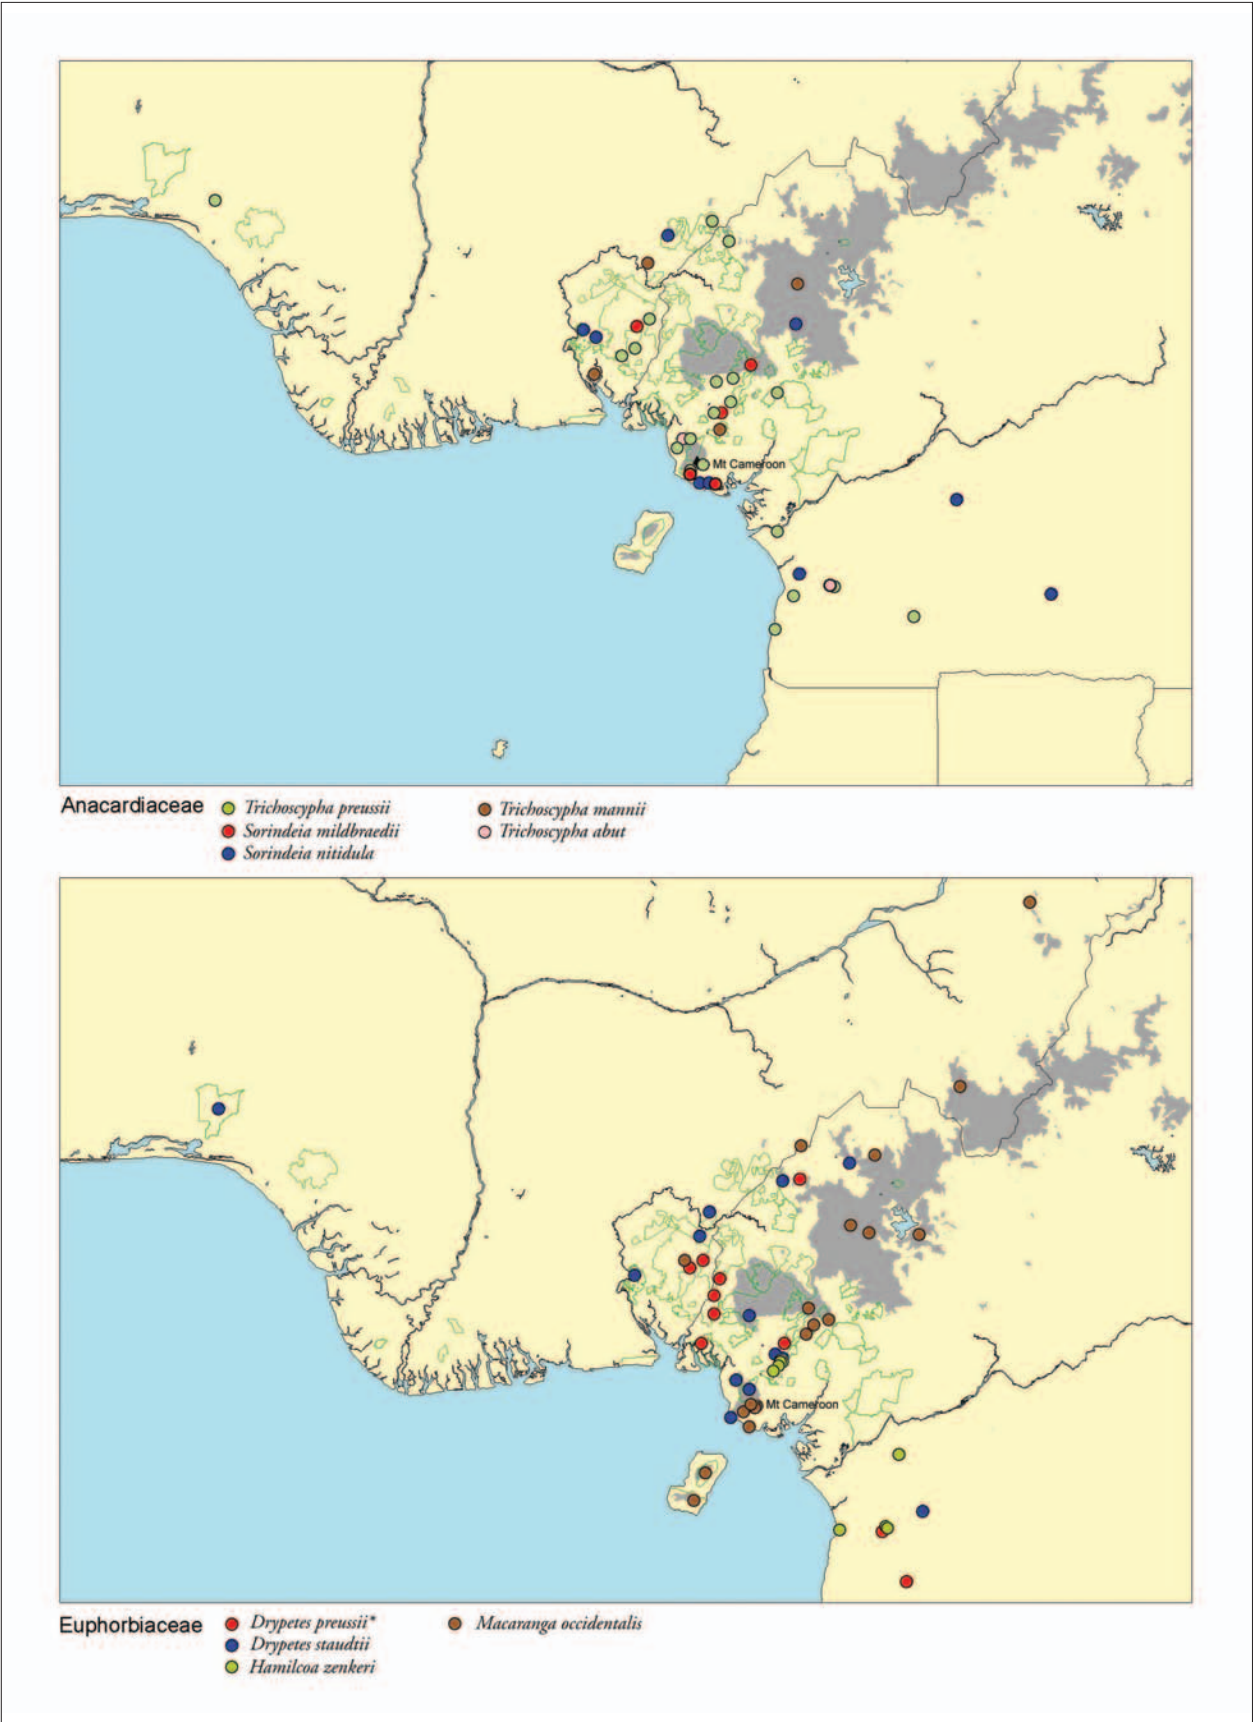 Mt Cameroon
Anacardiaceae
Trichoscypha preussii
Sorindeia mildbraedii
Sorindeia nitidula
Trichoscypha mannii
Trichoscypha abut
Mt Cameroon
Euphorbiaceae
Drypetes preussii*
Drypetes staudtii
Hamilcoa zenkeri
Macaranga occidentalis